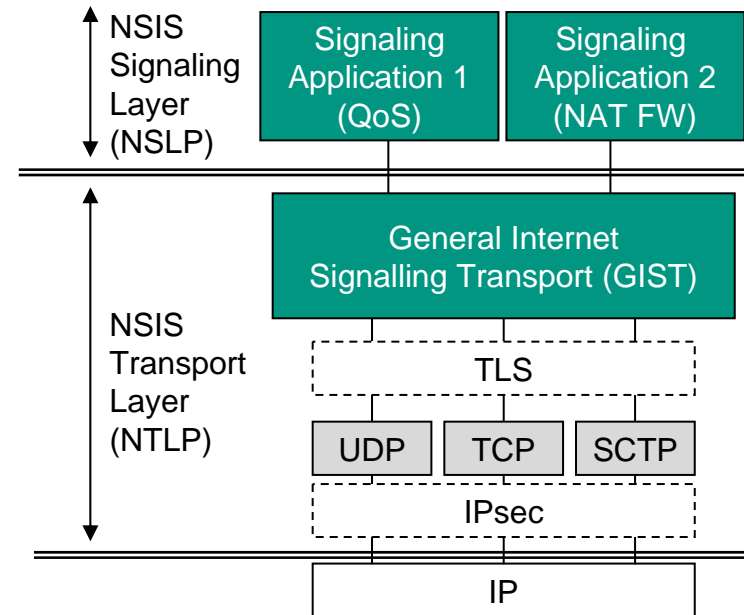 NSIS
Signaling
Layer
(NSLP)
Signaling
Application 1
(QoS)
Signaling
Application 2
(NAT FW)
NSIS
Transport
Layer
(NTLP)
General Internet
Signalling Transport (GIST)
TLS
UDP
TCP
SCTP
IPsec
IP